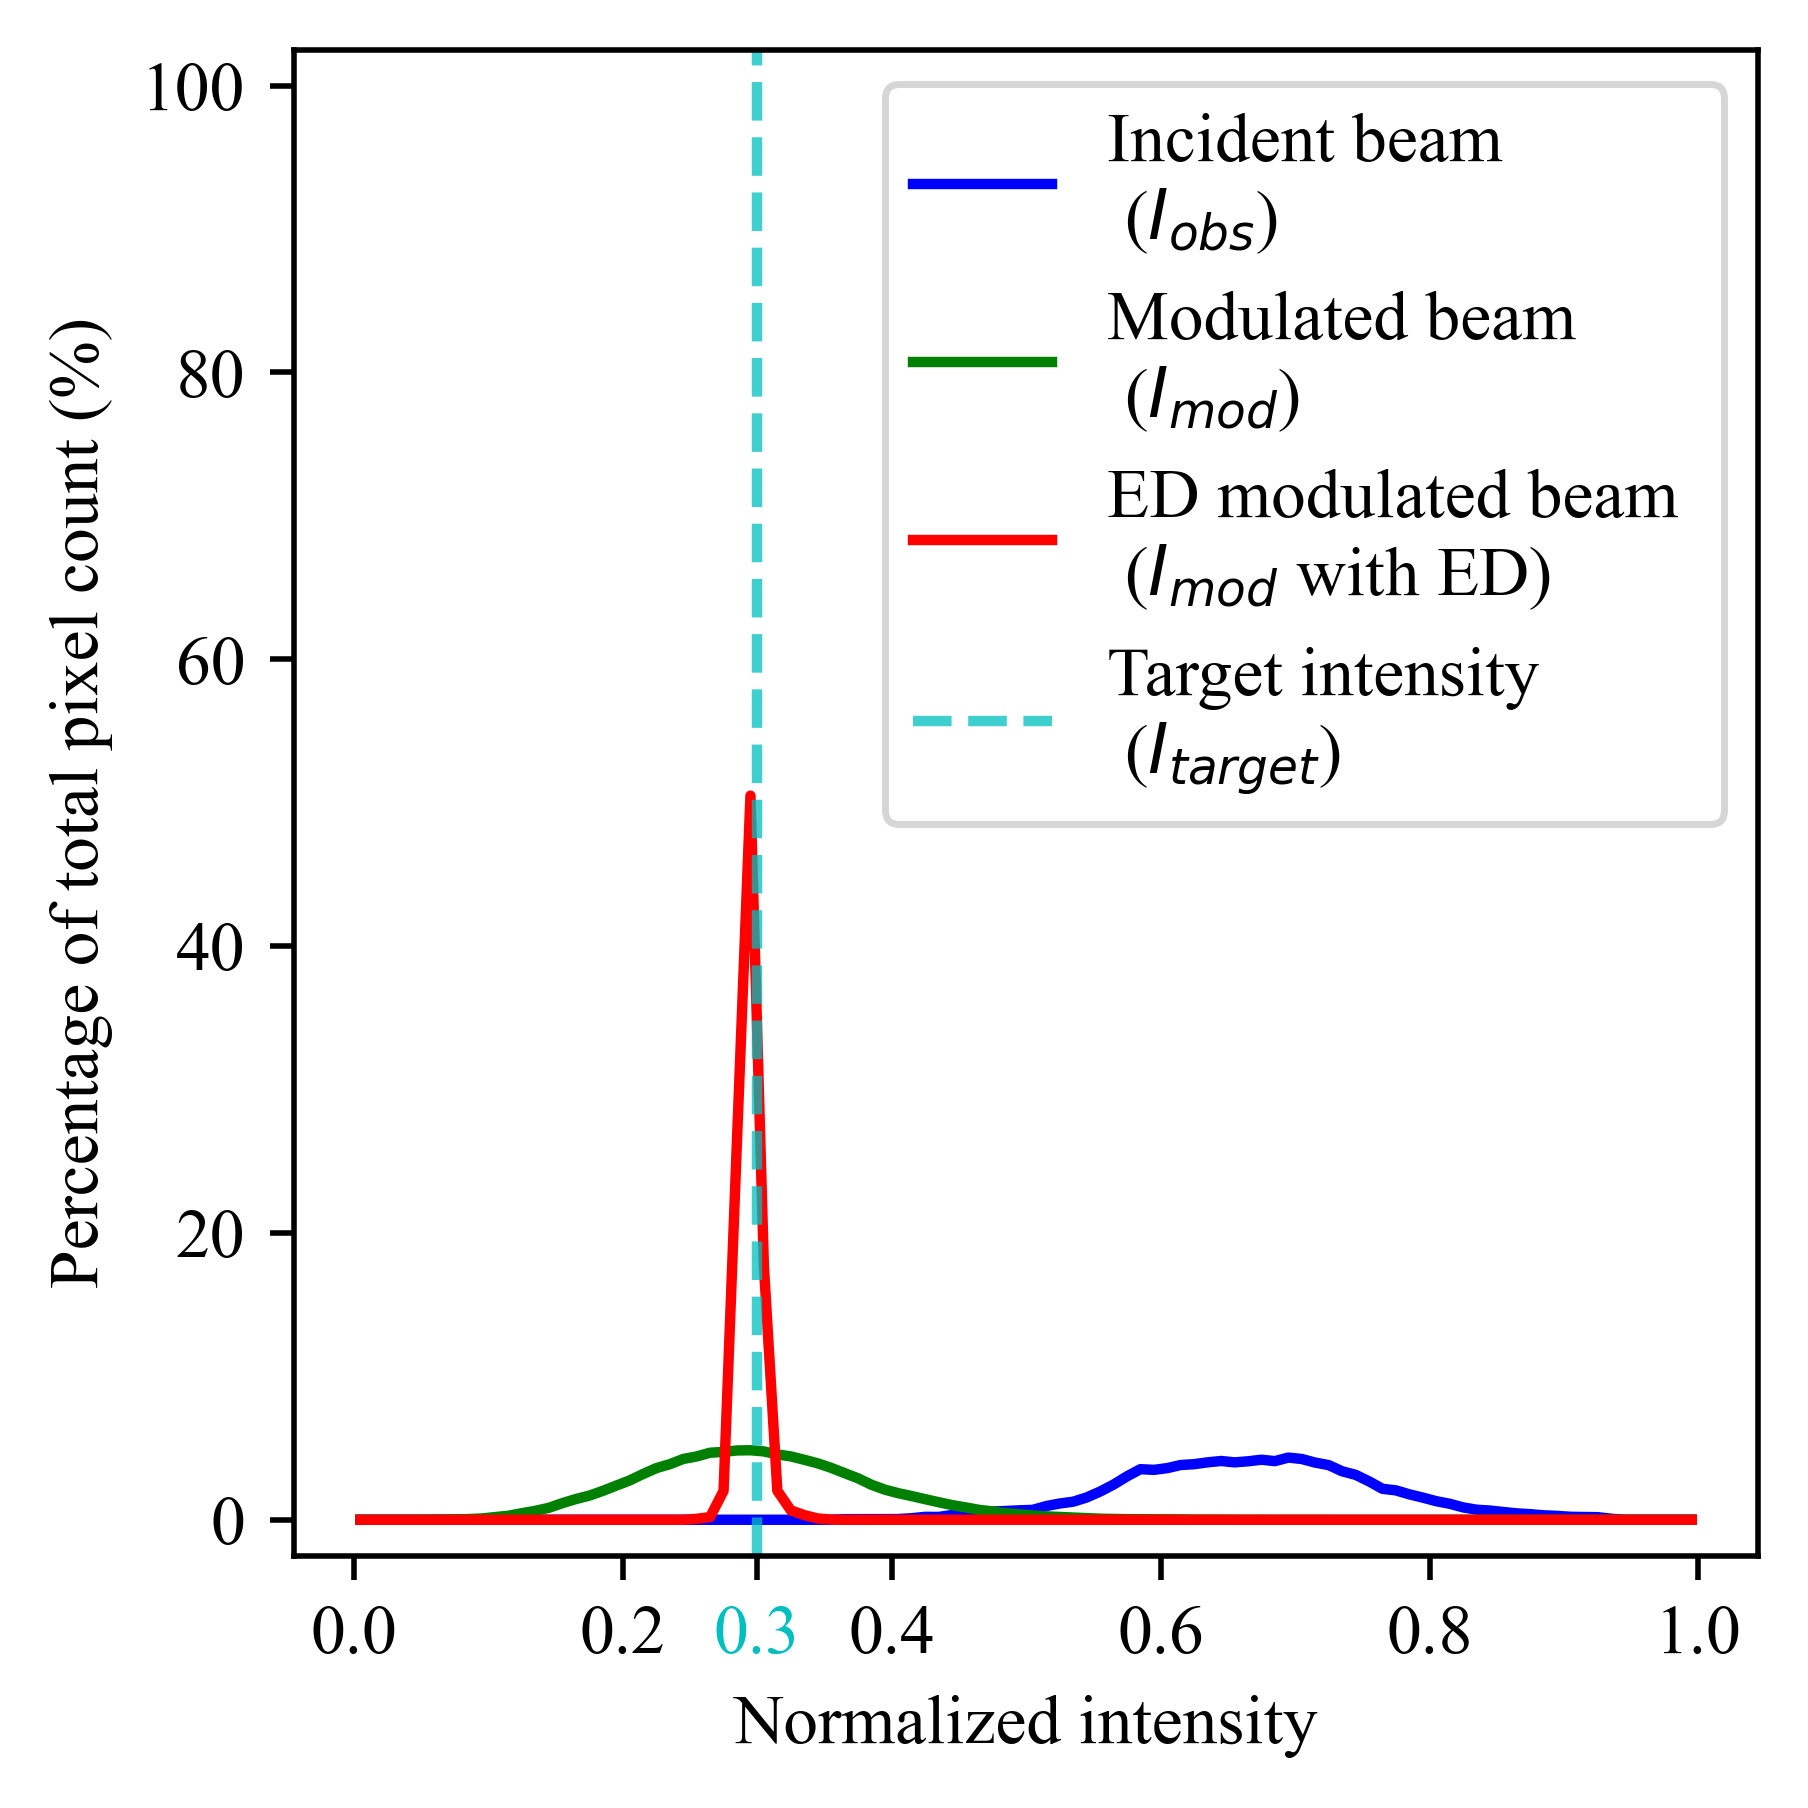 100
80
60
40
20
0
Percentage of total pixel count (%)
Incident beam
(I_obs)
Modulated beam
(I_mod)
ED modulated beam
(I_mod with ED)
Target intensity
(I_target)
0.0 0.2 0.3 0.4 0.6 0.8 1.0
Normalized intensity